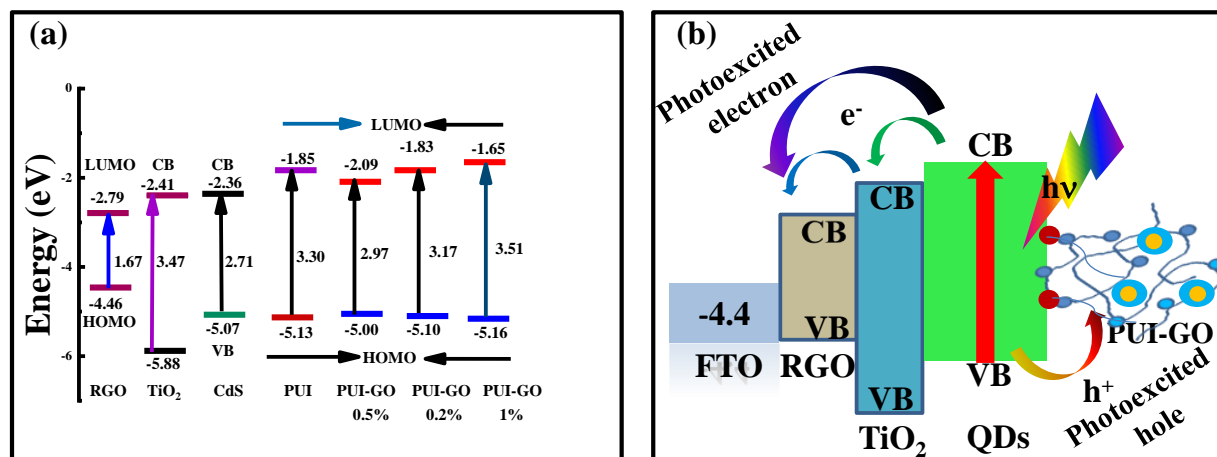 (a)
Energy (eV)
0
-2
-4
-6
LUMO
-2.79
1.67
-4.46
HOMO
RGO
CB
-2.41
3.47
-5.88
TiO₂
CB
-2.36
2.71
-5.07
VB
CdS
LUMO
-1.85
3.30
-5.13
PUI
-2.09
2.97
-5.00
PUI-GO
0.5%
-1.83
3.17
-5.10
PUI-GO
0.2%
-1.65
3.51
-5.16
PUI-GO
1%
HOMO
(b)
Photoexcited
electron
e⁻
CB
hν
CB
CB
-4.4
VB
PUI-GO
FTO
RGO
VB
VB
h⁺
TiO₂
QDs
Photoexcited
hole